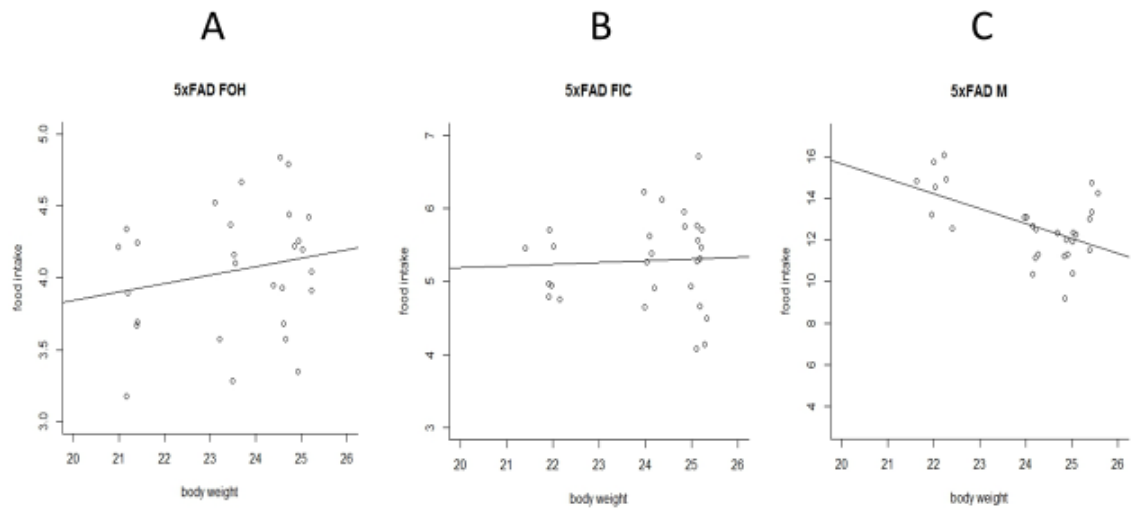 A
B
C
5xFAD FOH
5xFAD FIC
5xFAD M
food intake
5.0
4.5
4.0
3.5
3.0
20 21 22 23 24 25 26
body weight
food intake
7
6
5
4
3
20 21 22 23 24 25 26
body weight
food intake
16
14
12
10
8
6
4
20 21 22 23 24 25 26
body weight